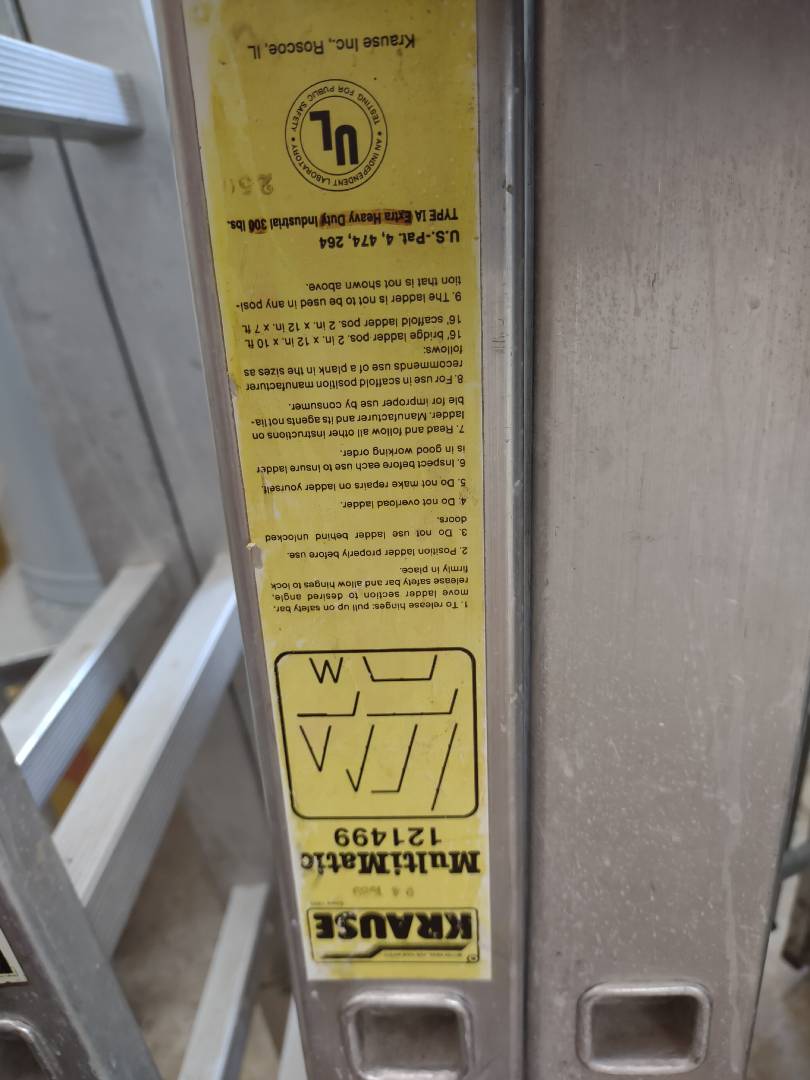 KRAUSE
MultiMatic
121499
1. To release hinges: pull up on safety bar,
move ladder section to desired angle,
release safety bar and allow hinges to lock
firmly in place.
2. Position ladder properly before use.
3. Do not use ladder behind unlocked
doors.
4. Do not overload ladder.
5. Do not make repairs on ladder yourself.
6. Inspect before each use to insure ladder
is in good working order.
7. Read and follow all other instructions on
ladder. Manufacturer and its agents not lia-
ble for improper use by consumer.
8. For use in scaffold position manufacturer
recommends use of a plank in the sizes as
follows:
16' bridge ladder pos. 2 in. x 12 in. x 10 ft.
16' scaffold ladder pos. 2 in. x 12 in. x 7 ft.
9. The ladder is not to be used in any posi-
tion that is not shown above.
U.S.-Pat. 4, 474, 264
TYPE IA Extra Heavy Duty Industrial 300 lbs.
UL
AN INDEPENDENT LABORATORY
TESTING FOR PUBLIC SAFETY
Krause Inc., Roscoe, IL